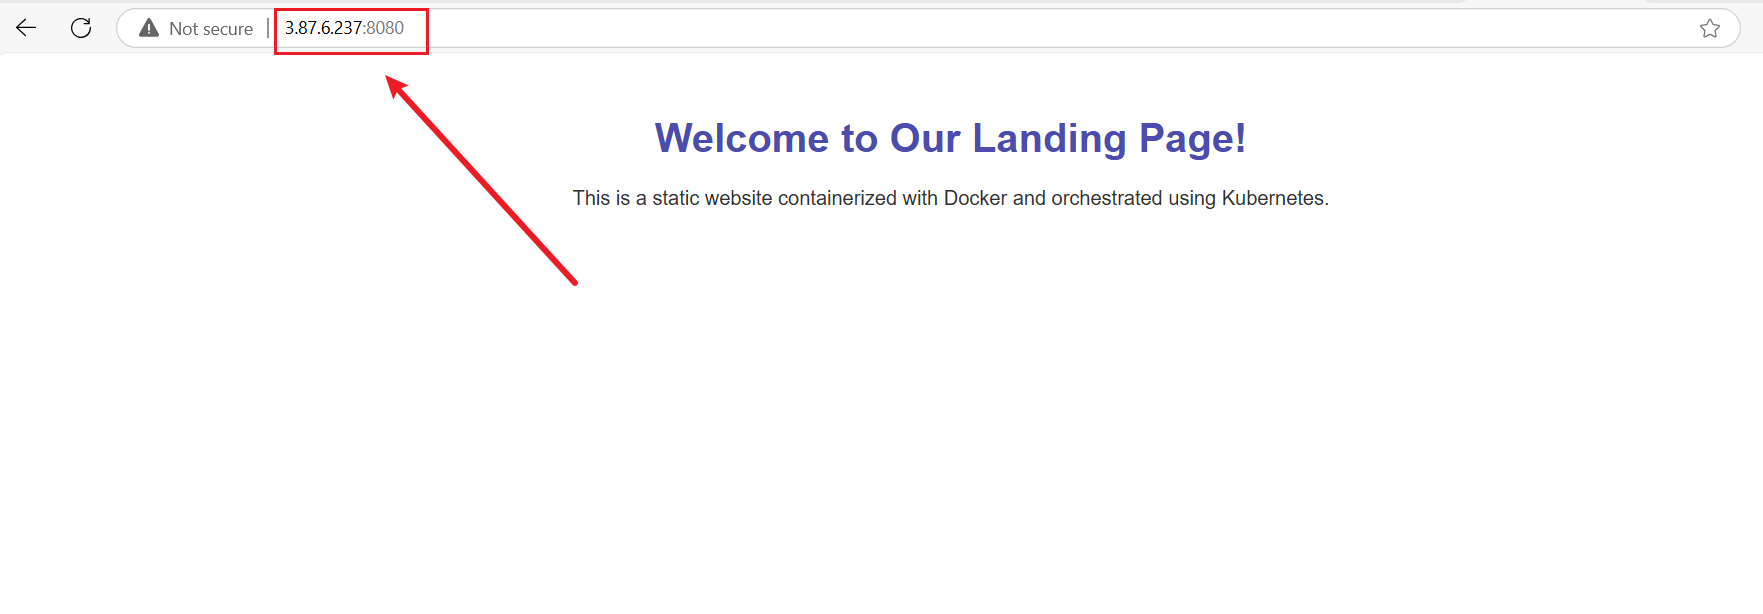 Not secure | 3.87.6.237:8080
Welcome to Our Landing Page!
This is a static website containerized with Docker and orchestrated using Kubernetes.